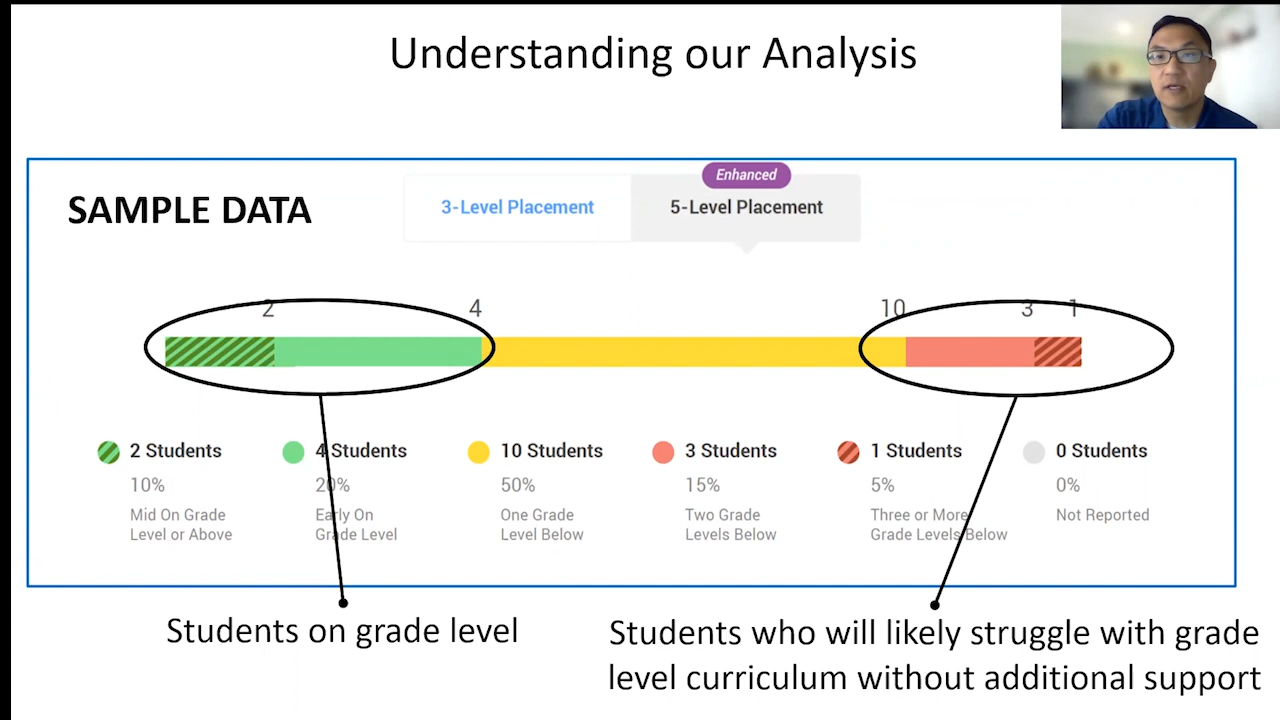 Understanding our Analysis
SAMPLE DATA
Enhanced
3-Level Placement
5-Level Placement
2
4
10
3
1
2 Students
10%
Mid On Grade
Level or Above
4 Students
20%
Early On
Grade Level
10 Students
50%
One Grade
Level Below
3 Students
15%
Two Grade
Levels Below
1 Students
5%
Three or More
Grade Levels Below
0 Students
0%
Not Reported
Students on grade level
Students who will likely struggle with grade
level curriculum without additional support